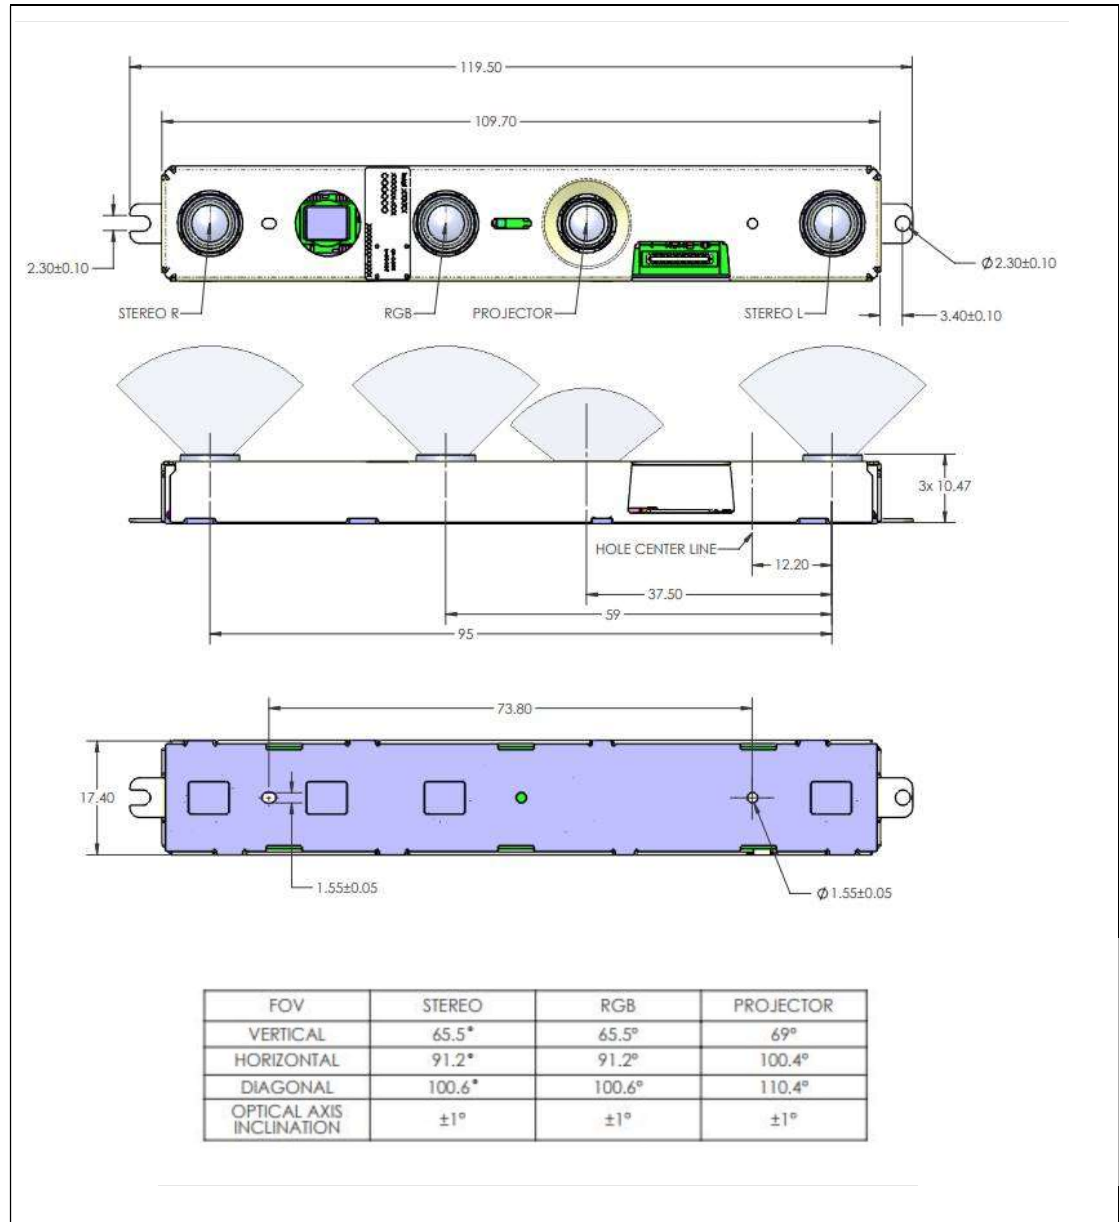 119.50
109.70
2.30±0.10
Ø2.30±0.10
STEREO R
RGB
PROJECTOR
STEREO L
3.40±0.10
3x 10.47
HOLE CENTER LINE
12.20
37.50
59
95
73.80
17.40
1.55±0.05
Ø1.55±0.05
FOV STEREO RGB PROJECTOR
VERTICAL 65.5° 65.5° 69°
HORIZONTAL 91.2° 91.2° 100.4°
DIAGONAL 100.6° 100.6° 110.4°
OPTICAL AXIS
INCLINATION ±1° ±1° ±1°